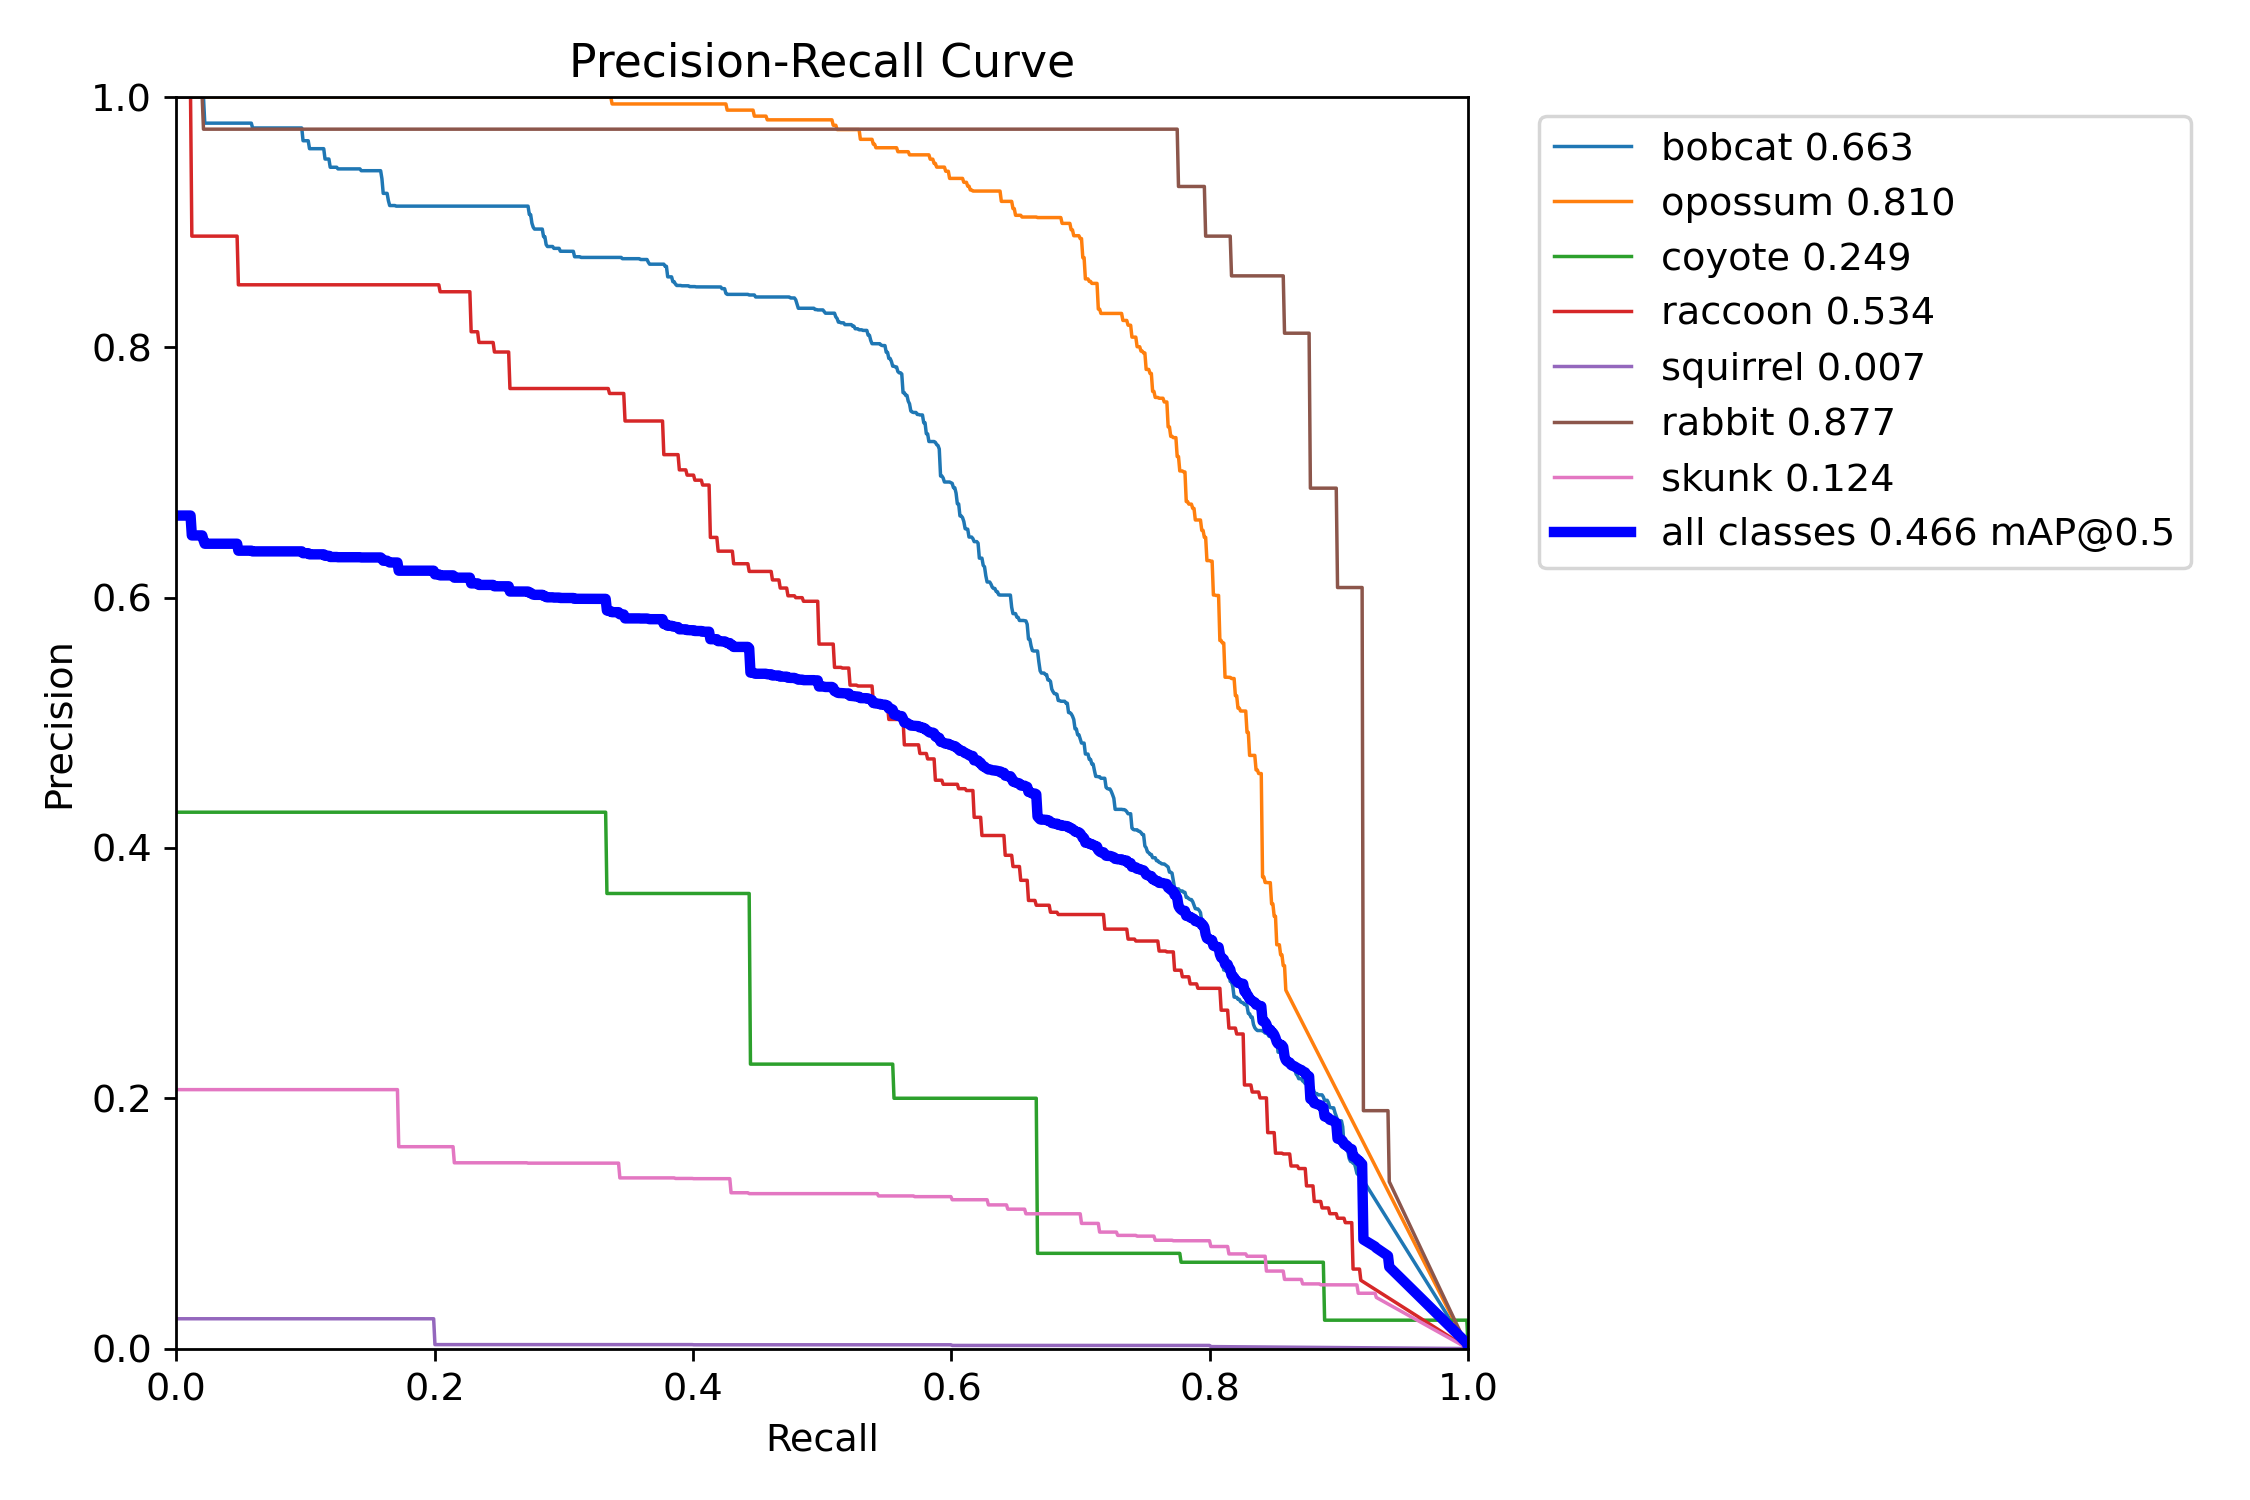 Precision-Recall Curve
1.0
0.8
0.6
0.4
0.2
0.0
Precision
0.0 0.2 0.4 0.6 0.8 1.0
Recall
bobcat 0.663
opossum 0.810
coyote 0.249
raccoon 0.534
squirrel 0.007
rabbit 0.877
skunk 0.124
all classes 0.466 mAP@0.5